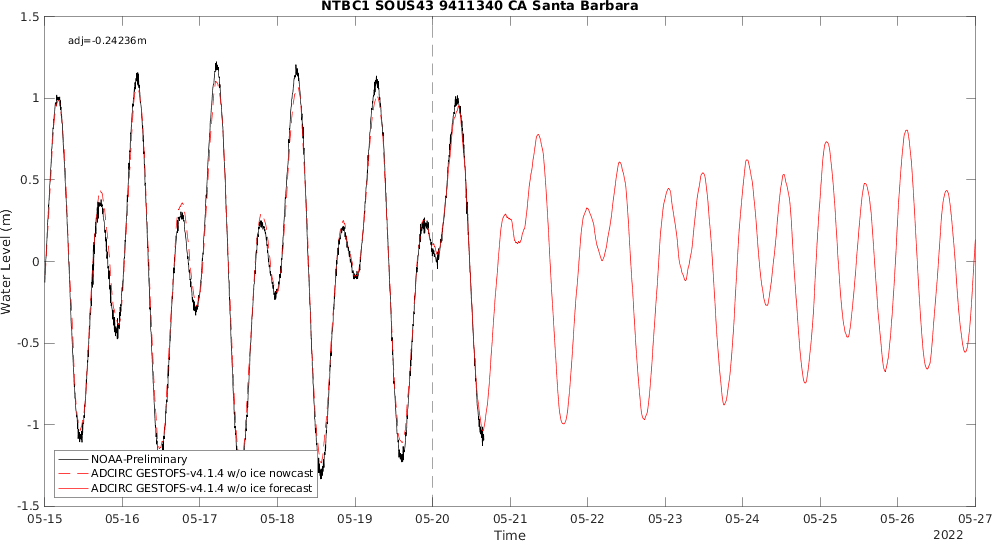 NTBC1 SOUS43 9411340 CA Santa Barbara
adj=-0.24236m
1.5
1
0.5
0
-0.5
-1
-1.5
Water Level (m)
NOAA-Preliminary
ADCIRC GESTOFS-v4.1.4 w/o ice nowcast
ADCIRC GESTOFS-v4.1.4 w/o ice forecast
05-15 05-16 05-17 05-18 05-19 05-20 05-21 05-22 05-23 05-24 05-25 05-26 05-27
Time
2022